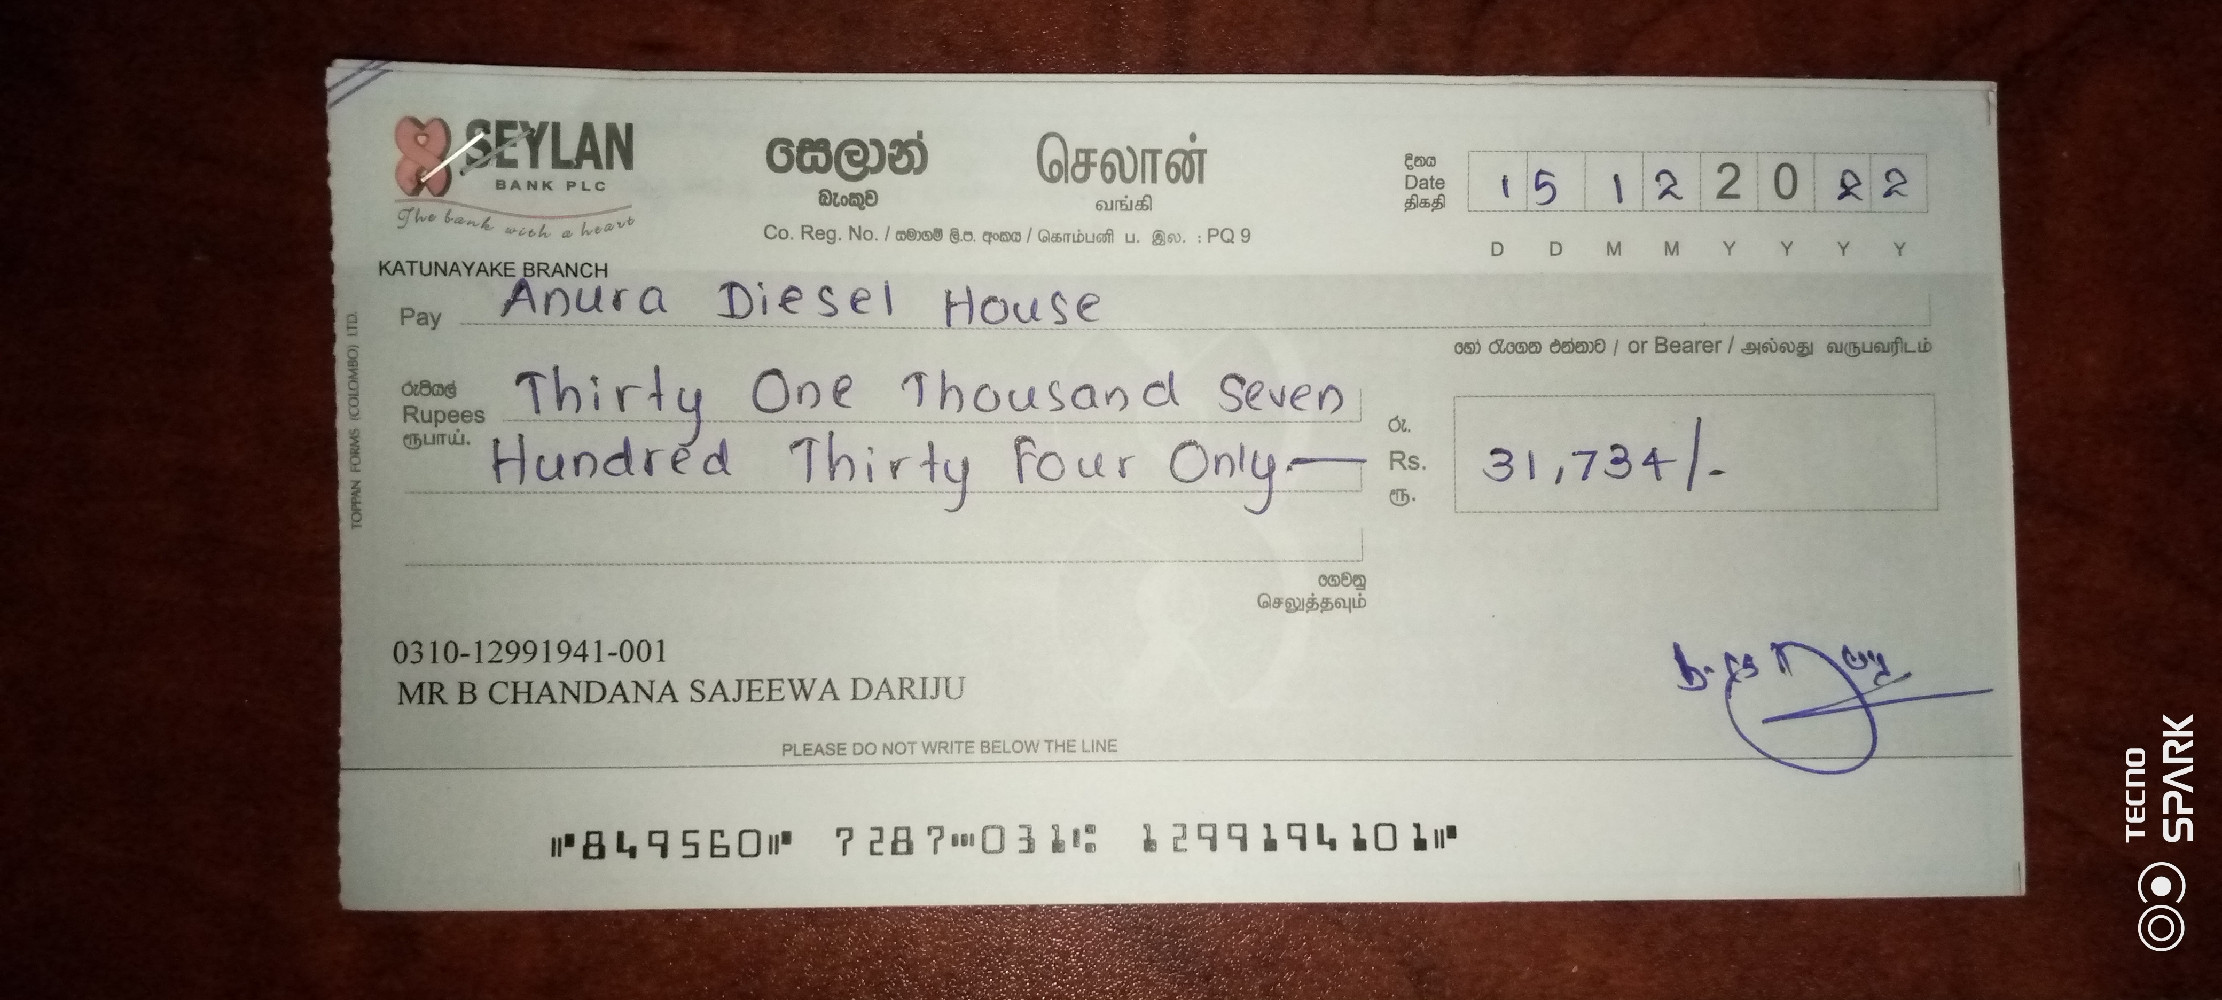 SEYLAN
BANK PLC
The bank with a heart
සෙලාන්
බැංකුව
செலான்
வங்கி
Co. Reg. No. / සමාගම් ලි.ප. අංකය / கொம்பனி ப. இல. : PQ 9
දිනය
Date
திகதி
1 5 1 2 2 0 2 2
D D M M Y Y Y Y
KATUNAYAKE BRANCH
Pay Anura Diesel House
හෝ රැගෙන එන්නාට / or Bearer / அல்லது வருபவரிடம்
රුපියල්
Rupees
ரூபாய்.
Thirty One Thousand Seven
Hundred Thirty Four Only
රු.
Rs. 31,734/-
ரூ.
ගෙවනු
செலுத்தவும்
0310-12991941-001
MR B CHANDANA SAJEEWA DARIJU
PLEASE DO NOT WRITE BELOW THE LINE
⑈849560⑈ 7287⑉031⑆ 1299194101⑈
TOPPAN FORMS (COLOMBO) LTD.
TECNO
SPARK